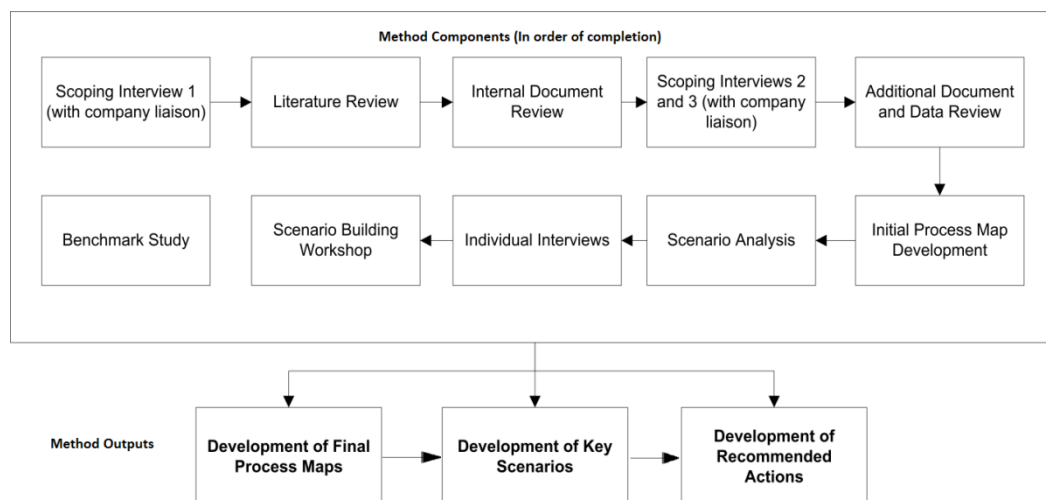 Method Components (In order of completion)
Scoping Interview 1
(with company liaison)
Literature Review
Internal Document
Review
Scoping Interviews 2
and 3 (with company
liaison)
Additional Document
and Data Review
Benchmark Study
Scenario Building
Workshop
Individual Interviews
Scenario Analysis
Initial Process Map
Development
Method Outputs
Development of Final
Process Maps
Development of Key
Scenarios
Development of
Recommended
Actions